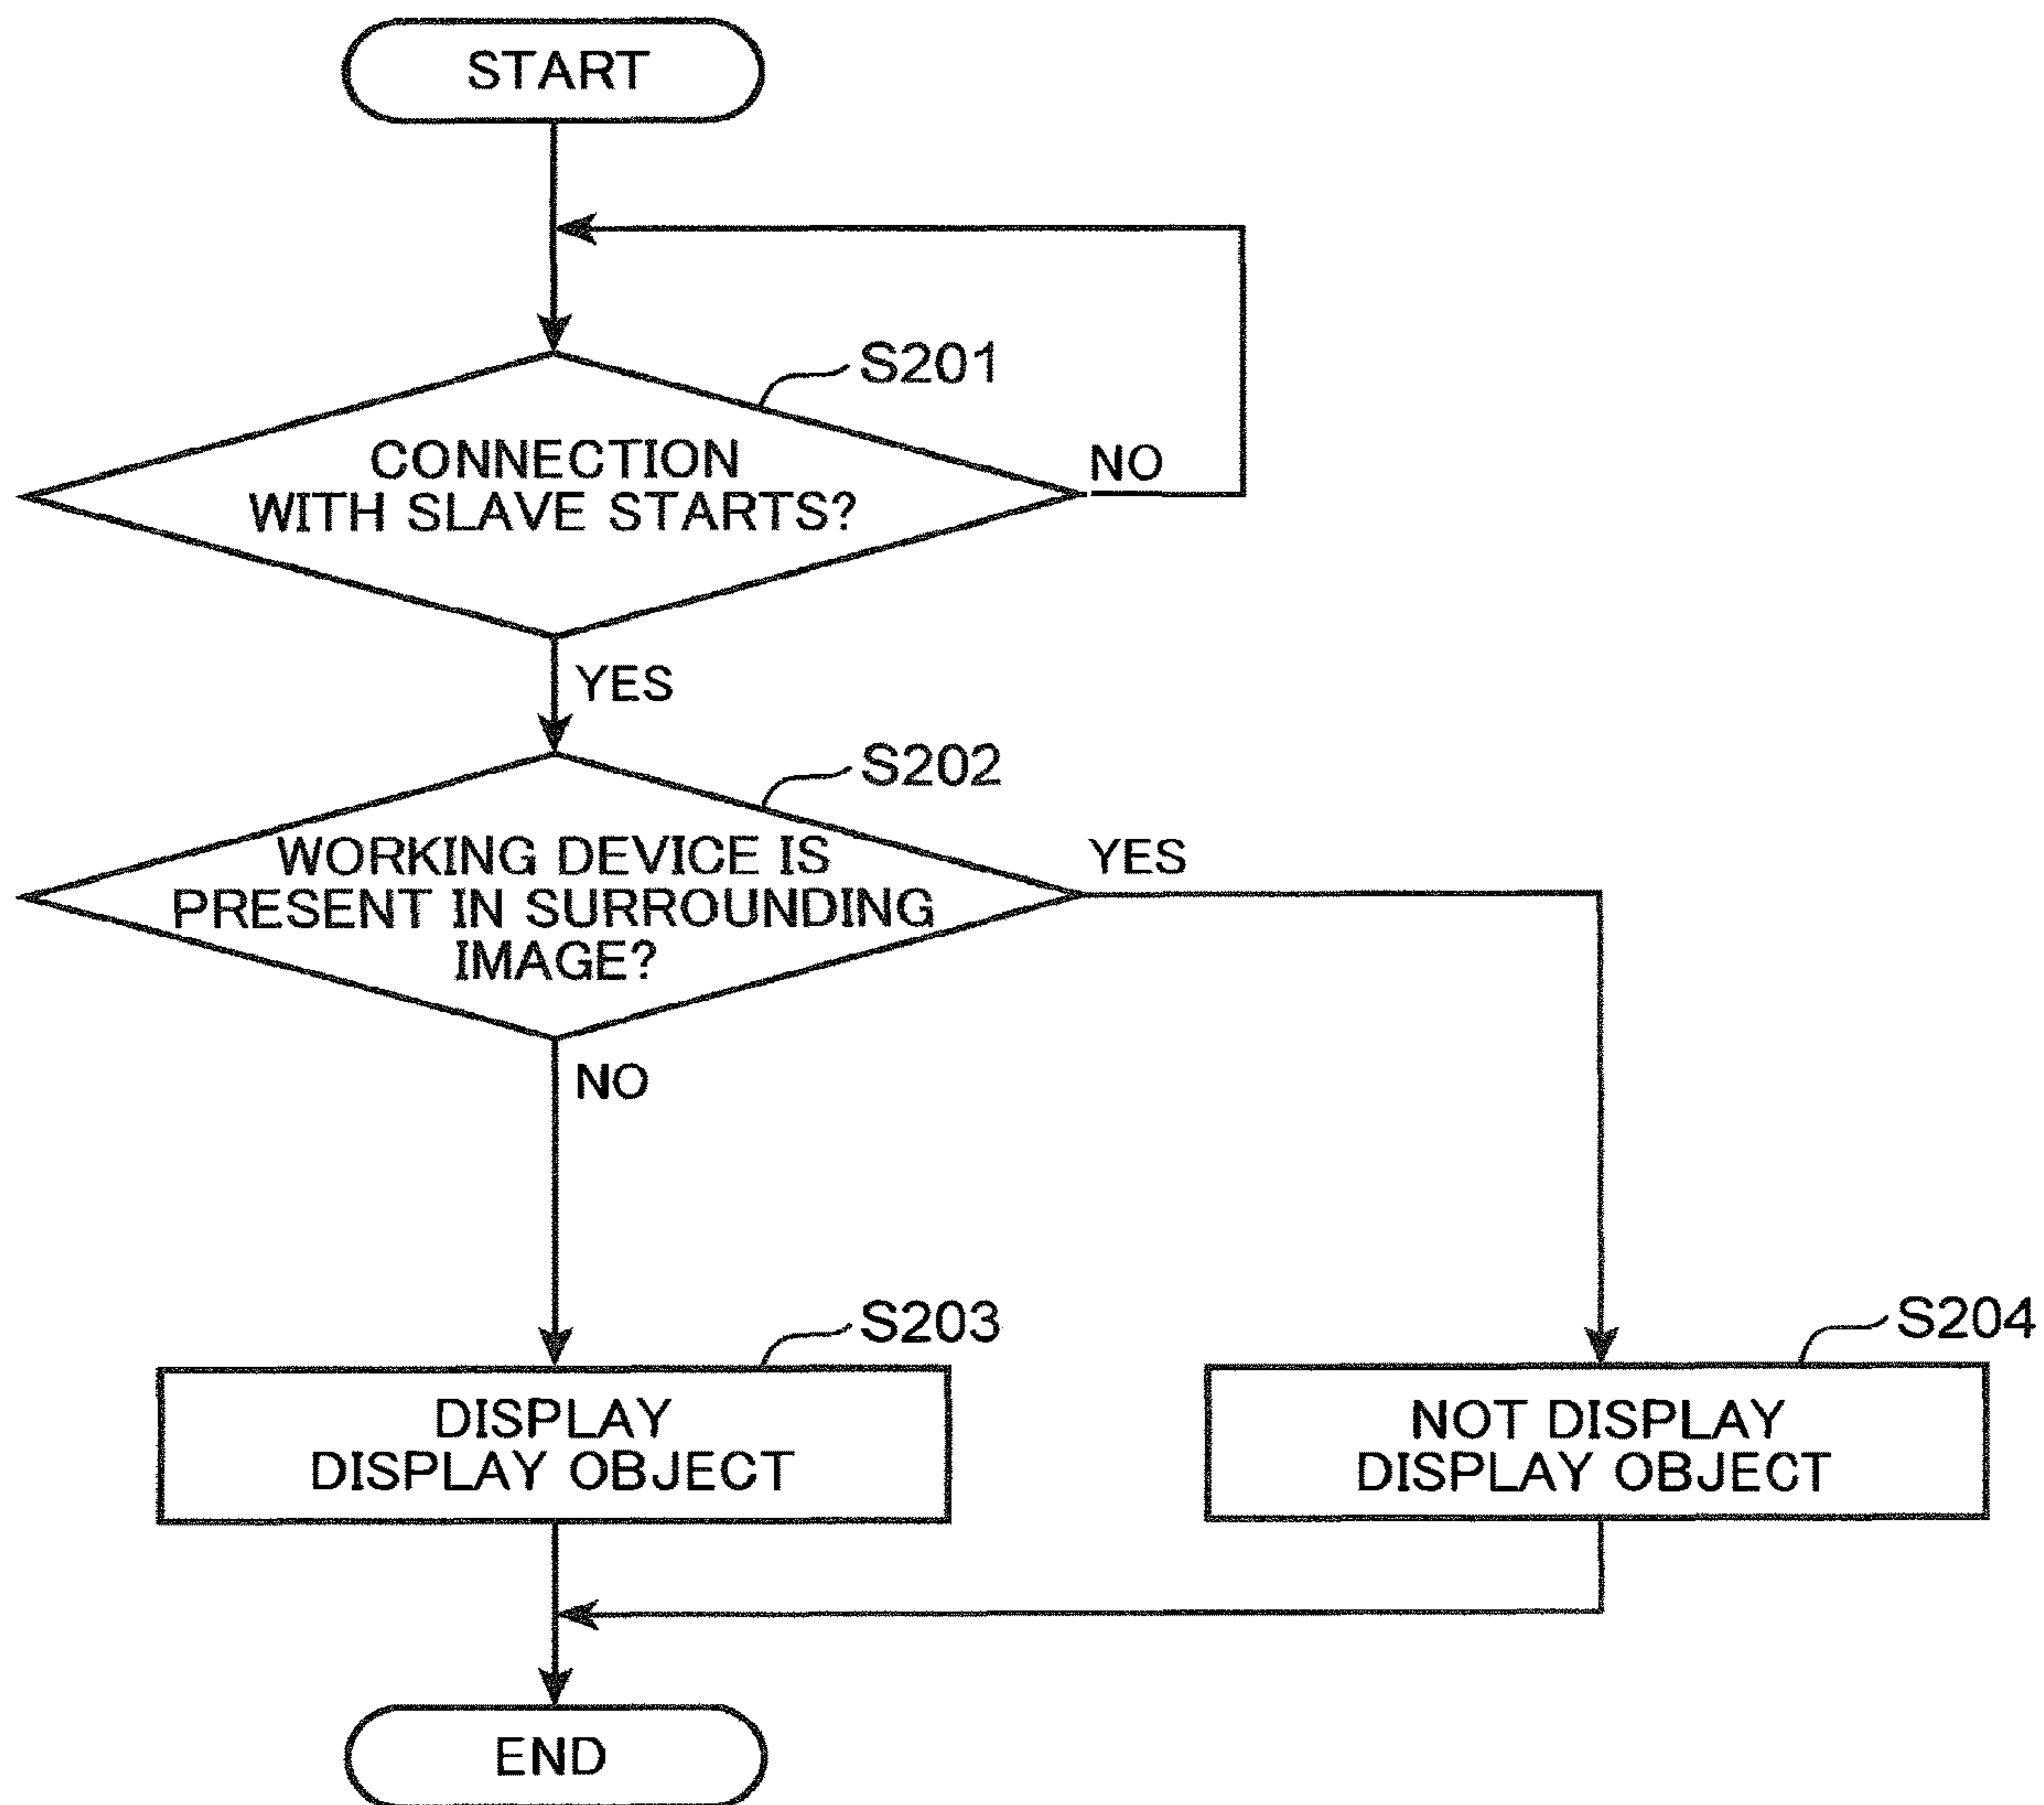 START
S201
CONNECTION
WITH SLAVE STARTS?
NO
YES
S202
WORKING DEVICE IS
PRESENT IN SURROUNDING
IMAGE?
YES
NO
S203
DISPLAY
DISPLAY OBJECT
S204
NOT DISPLAY
DISPLAY OBJECT
END